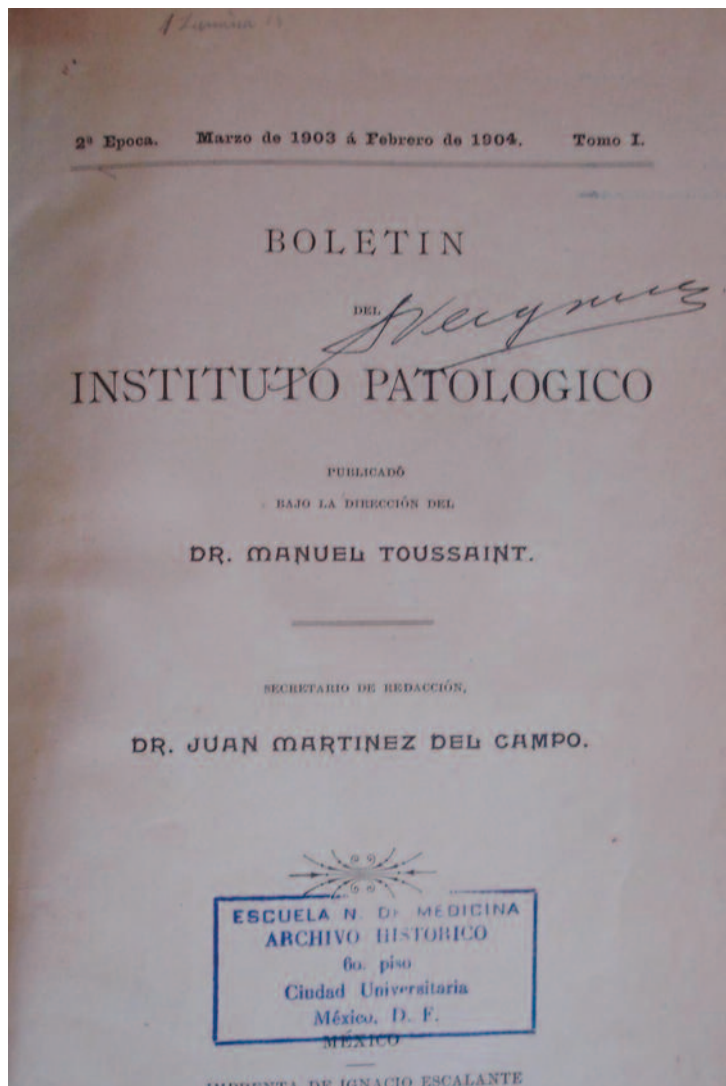 2ª Epoca. Marzo de 1903 á Febrero de 1904. Tomo I.
BOLETIN
DEL
INSTITUTO PATOLOGICO
PUBLICADO
BAJO LA DIRECCIÓN DEL
DR. MANUEL TOUSSAINT.
SECRETARIO DE REDACCIÓN,
DR. JUAN MARTINEZ DEL CAMPO.
ESCUELA N. DE MEDICINA
ARCHIVO HISTORICO
6o. piso
Ciudad Universitaria
México, D. F.
MÉXICO
IMPRENTA DE IGNACIO ESCALANTE